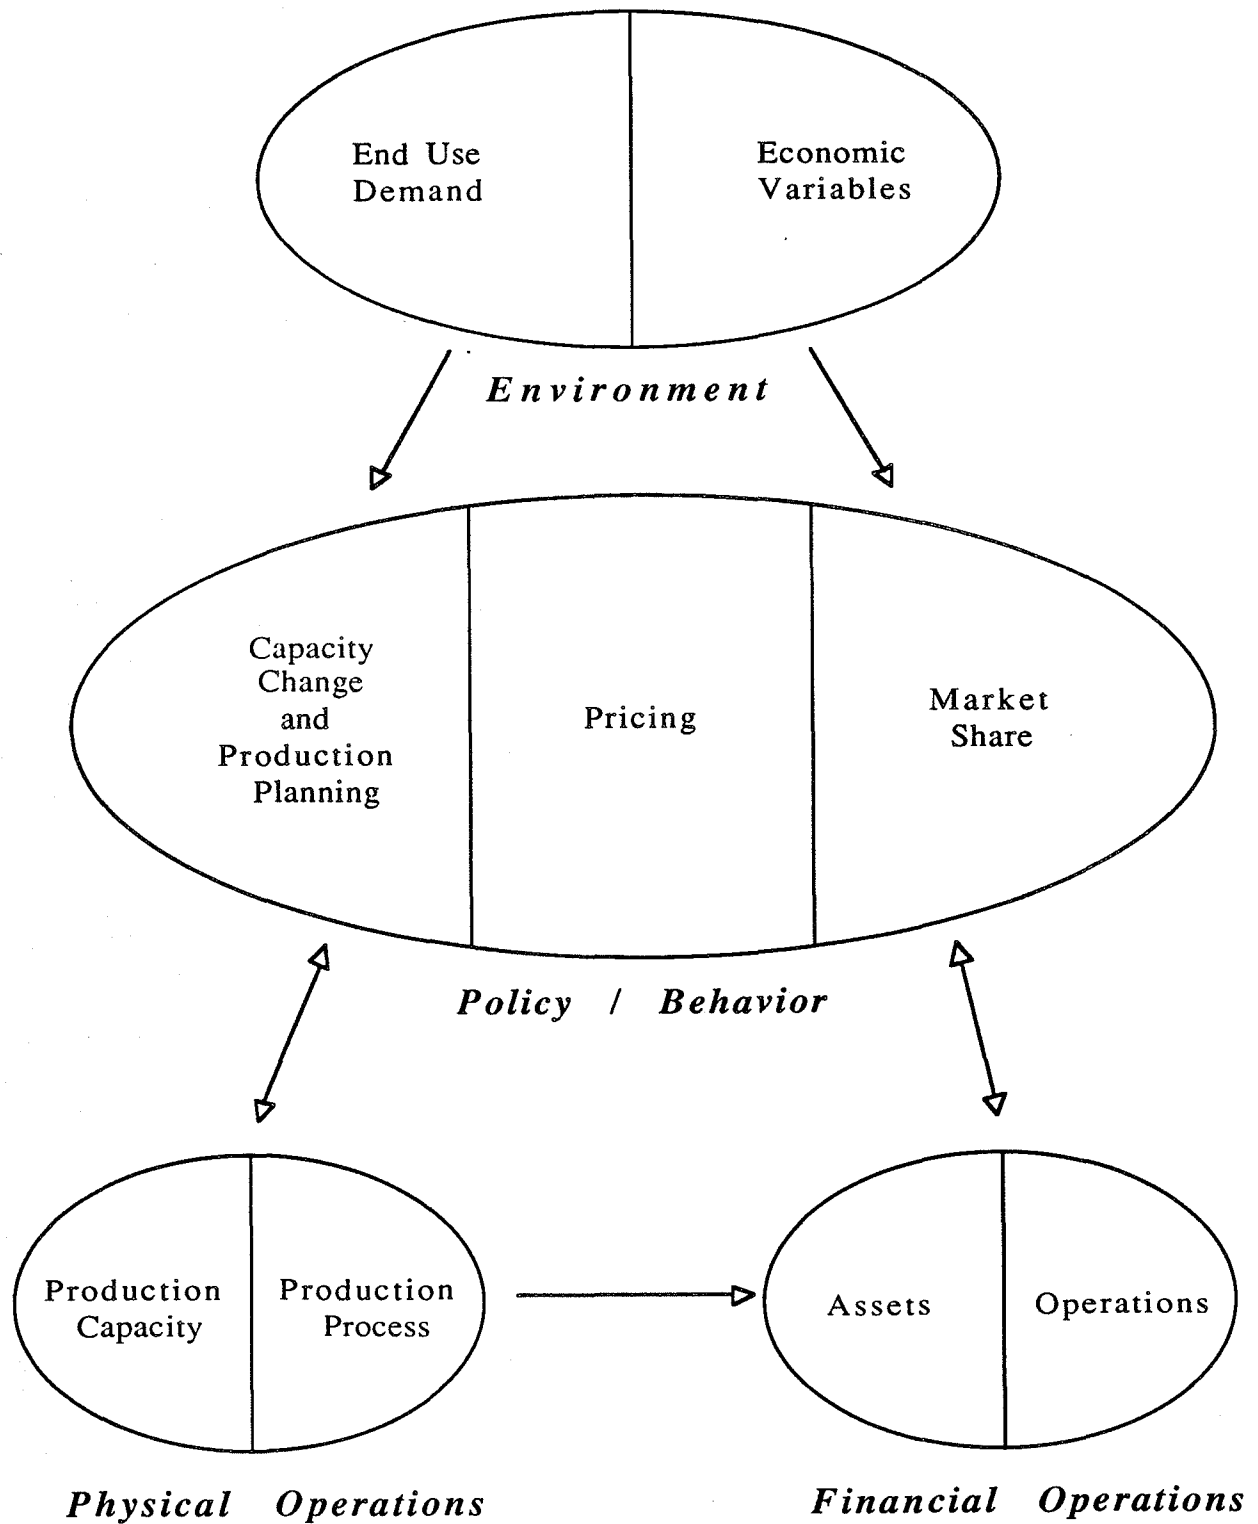 End Use
Demand
Economic
Variables
Environment
Capacity
Change
and
Production
Planning
Pricing
Market
Share
Policy / Behavior
Production
Capacity
Production
Process
Assets
Operations
Physical Operations
Financial Operations